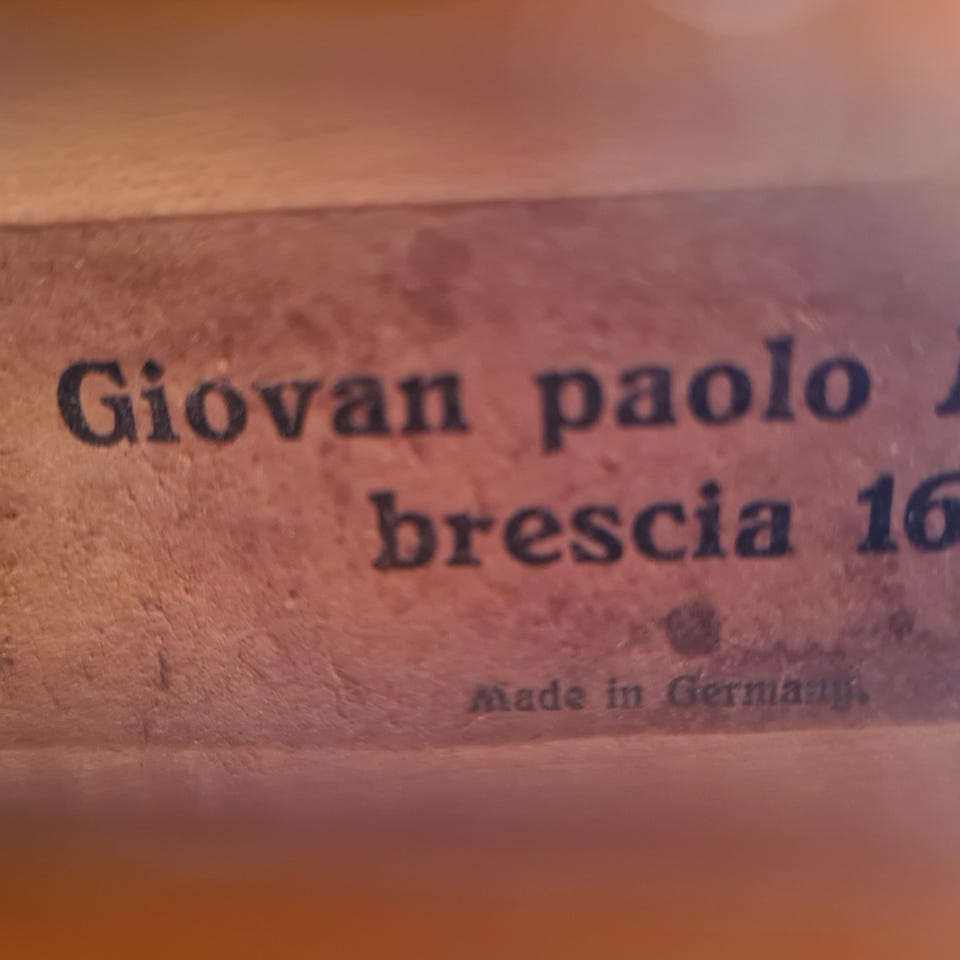 Giovan paolo
brescia 16
Made in Germany.